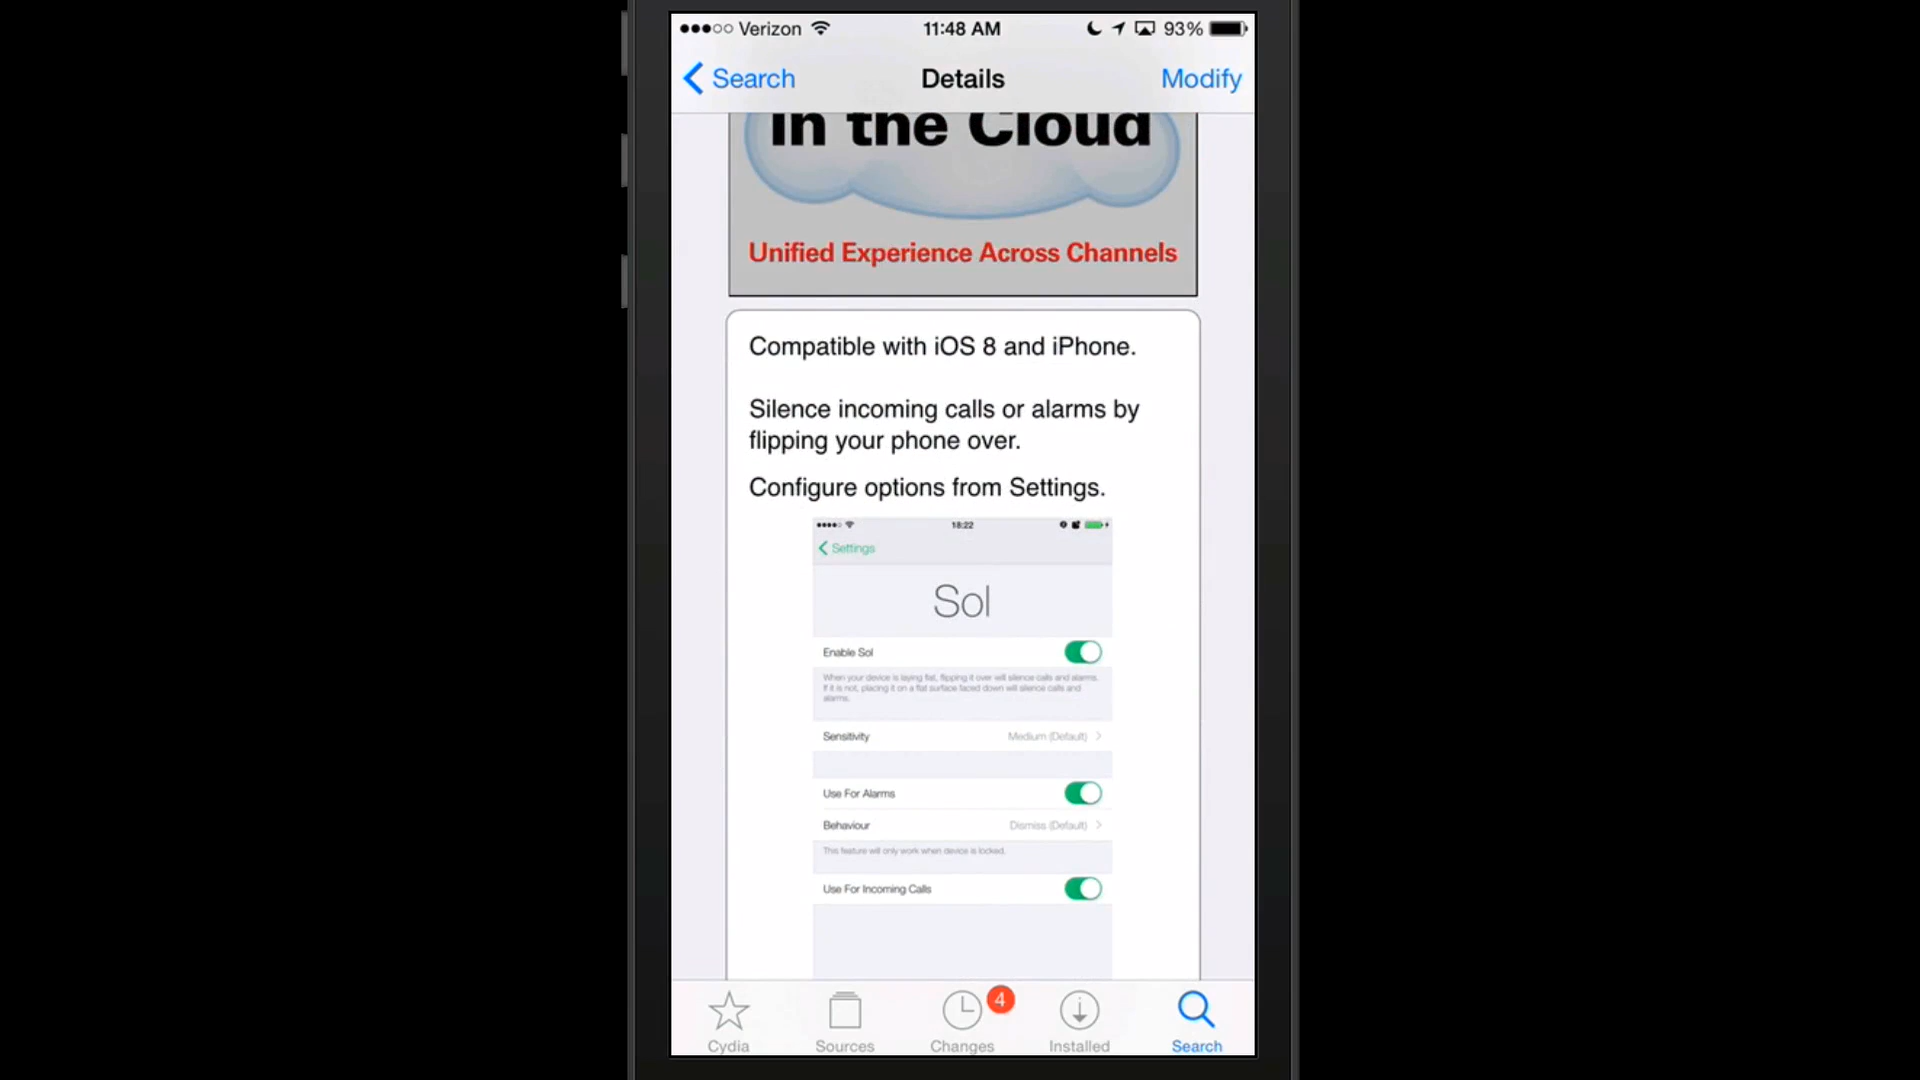 Verizon 11:48 AM 93%
Search Details Modify
In the Cloud
Unified Experience Across Channels
Compatible with iOS 8 and iPhone.
Silence incoming calls or alarms by
flipping your phone over.
Configure options from Settings.
18:22
Settings
Sol
Enable Sol
When your device is laying flat, flipping it over will silence calls and alarms.
If it is not, placing it on a flat surface faced down will silence calls and
alarms.
Sensitivity Medium (Default)
Use For Alarms
Behaviour Dismiss (Default)
This feature will only work when device is locked.
Use For Incoming Calls
4
Cydia Sources Changes Installed Search